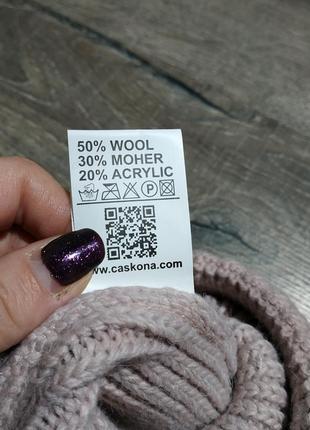 50% WOOL
30% MOHER
20% ACRYLIC
www.caskona.com